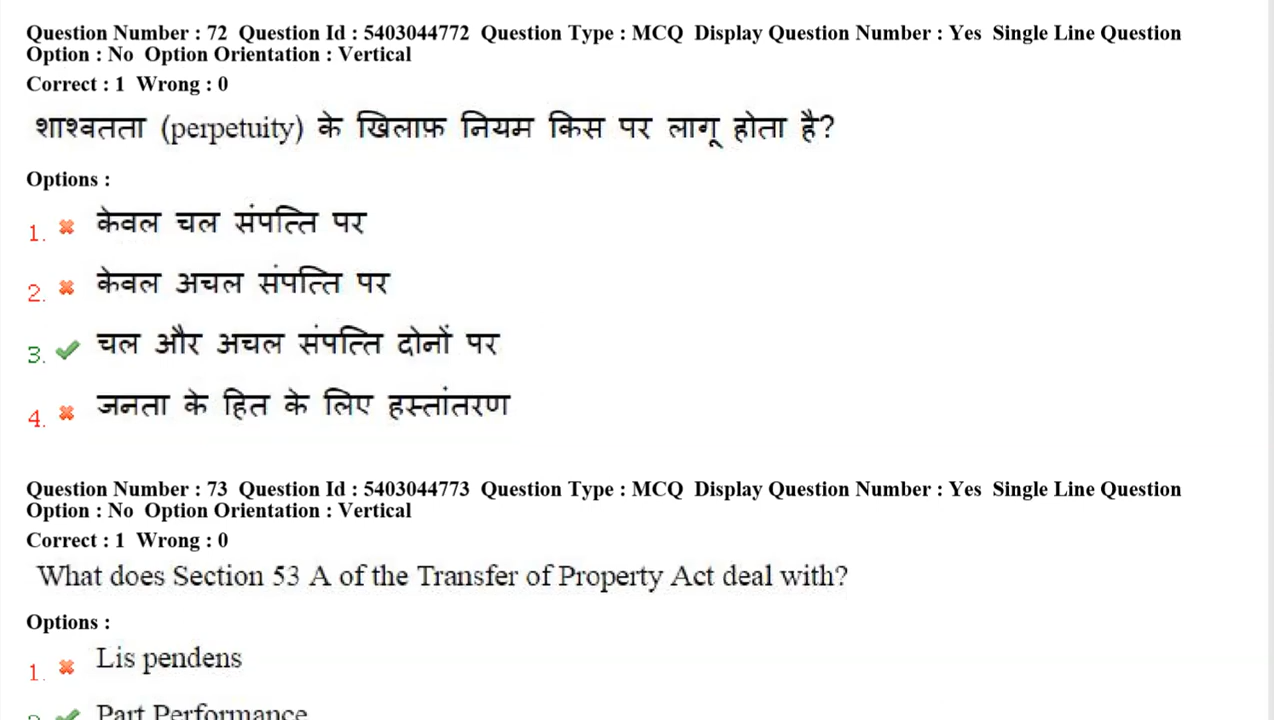 Question Number : 72 Question Id : 5403044772 Question Type : MCQ Display Question Number : Yes Single Line Question
Option : No Option Orientation : Vertical
Correct : 1 Wrong : 0
शाश्वतता (perpetuity) के खिलाफ़ नियम किस पर लागू होता है?
Options :
1. केवल चल संपत्ति पर
2. केवल अचल संपत्ति पर
3. चल और अचल संपत्ति दोनों पर
4. जनता के हित के लिए हस्तांतरण
Question Number : 73 Question Id : 5403044773 Question Type : MCQ Display Question Number : Yes Single Line Question
Option : No Option Orientation : Vertical
Correct : 1 Wrong : 0
What does Section 53 A of the Transfer of Property Act deal with?
Options :
1. Lis pendens
2. Part Performance